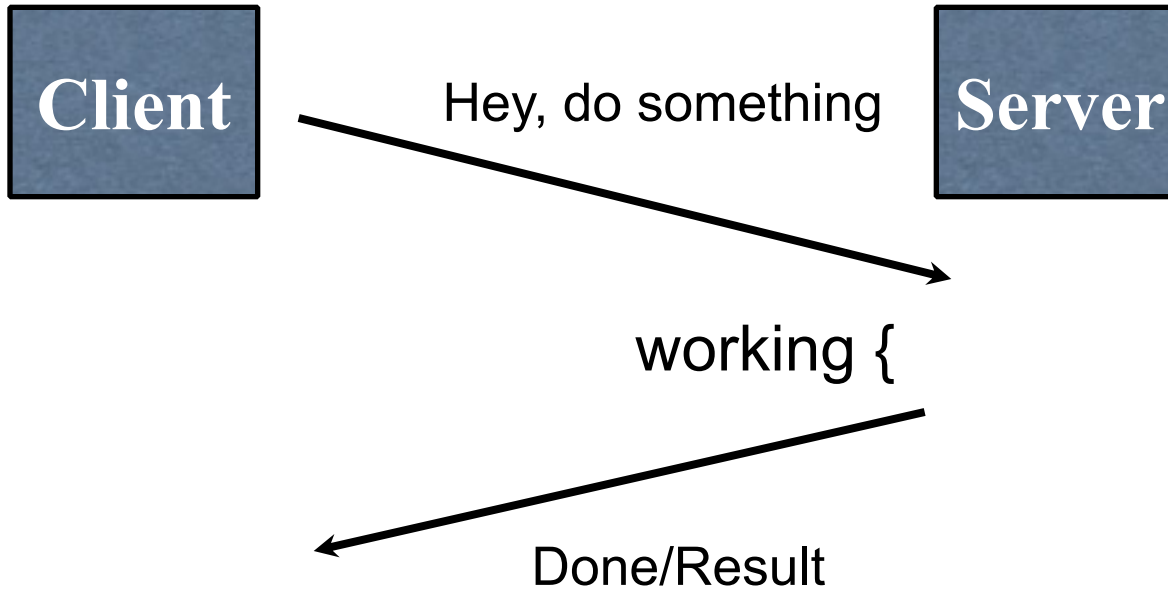 Client
Hey, do something
Server
working {
Done/Result